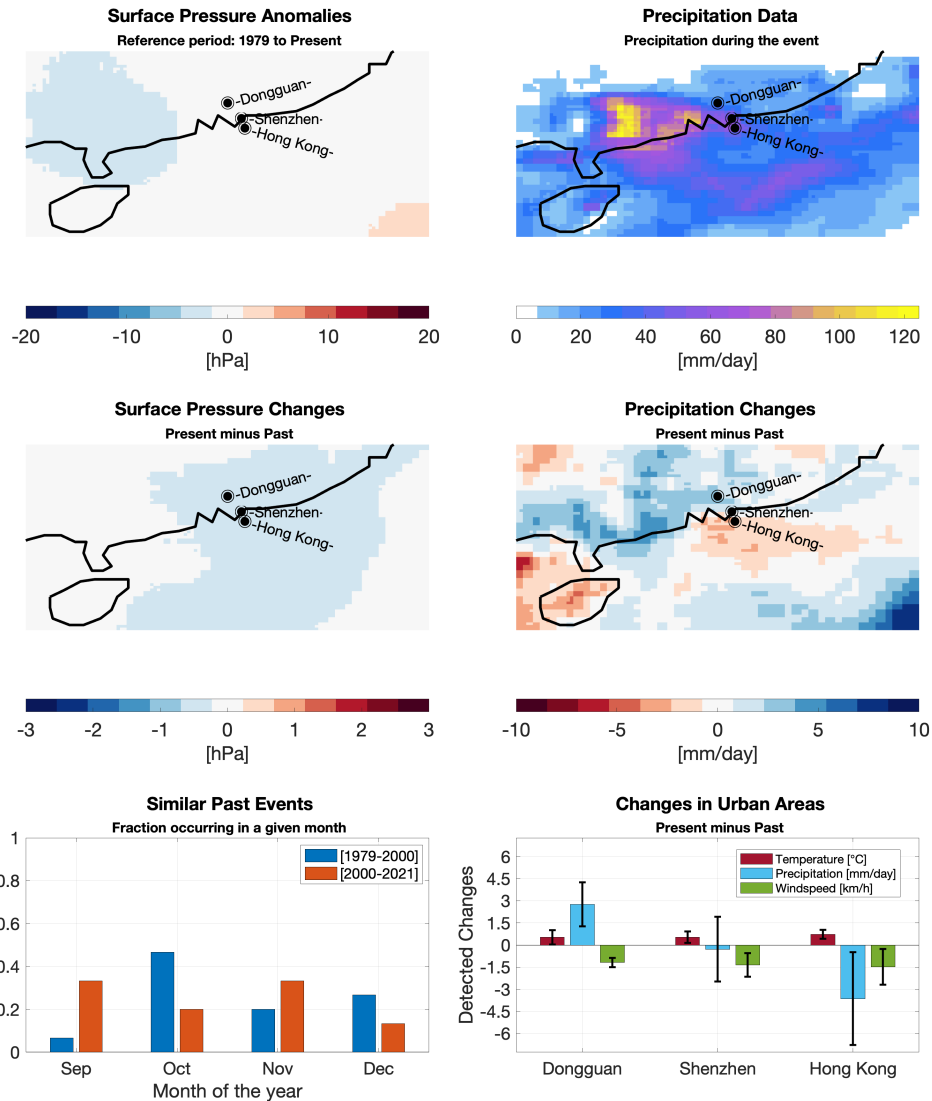 Surface Pressure Anomalies
Reference period: 1979 to Present
-Dongguan-
-Shenzhen-
-Hong Kong-
-20 -10 0 10 20
[hPa]
Precipitation Data
Precipitation during the event
-Dongguan-
-Shenzhen-
-Hong Kong-
0 20 40 60 80 100 120
[mm/day]
Surface Pressure Changes
Present minus Past
-Dongguan-
-Shenzhen-
-Hong Kong-
-3 -2 -1 0 1 2 3
[hPa]
Precipitation Changes
Present minus Past
-Dongguan-
-Shenzhen-
-Hong Kong-
-10 -5 0 5 10
[mm/day]
Similar Past Events
Fraction occurring in a given month
1
0.8
0.6
0.4
0.2
0
[1979-2000]
[2000-2021]
Sep Oct Nov Dec
Month of the year
Changes in Urban Areas
Present minus Past
Detected Changes
6
4.5
3
1.5
0
-1.5
-3
-4.5
-6
Temperature [°C]
Precipitation [mm/day]
Windspeed [km/h]
Dongguan Shenzhen Hong Kong